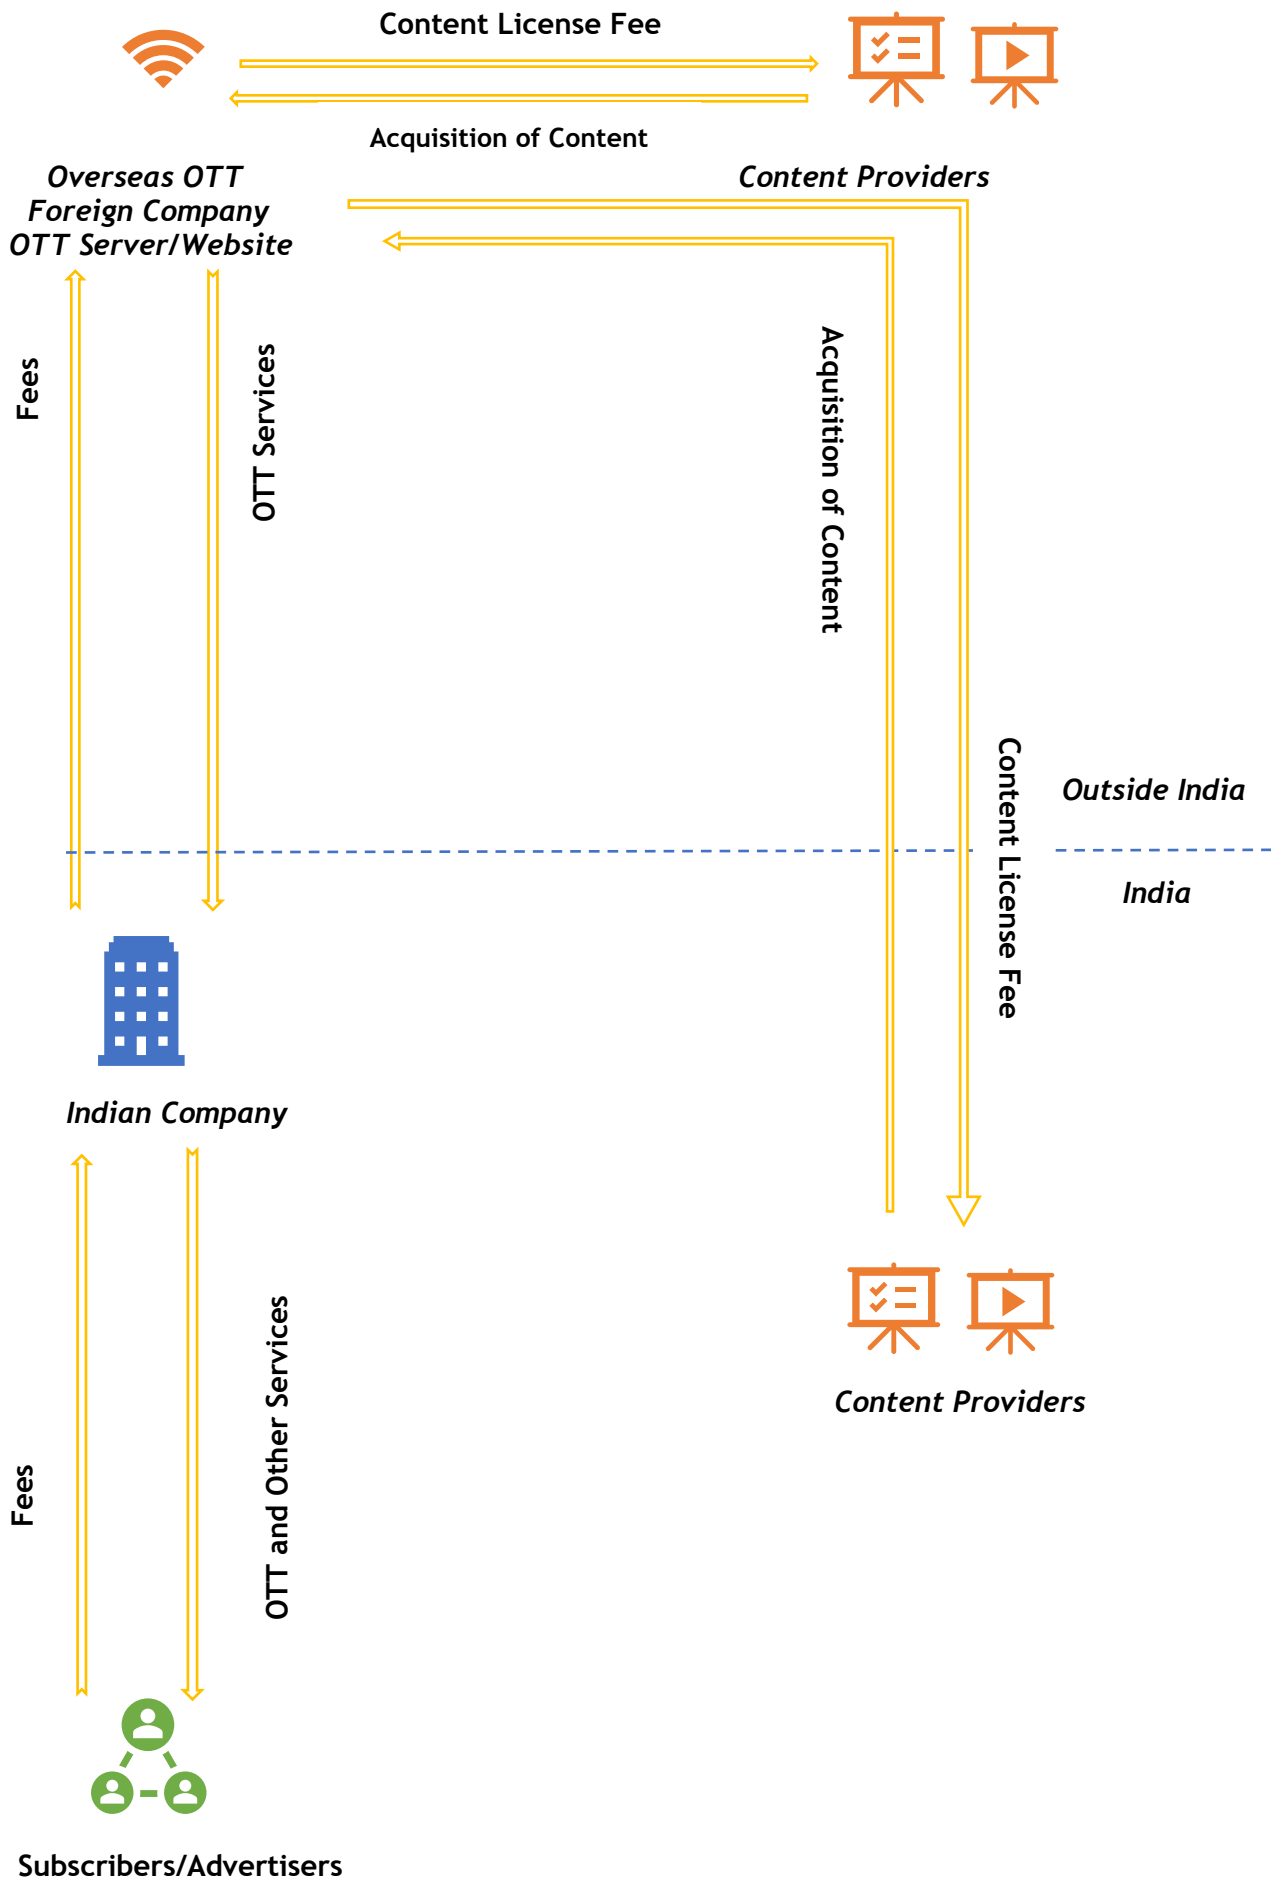 Content License Fee
Acquisition of Content
Overseas OTT
Foreign Company
OTT Server/Website
Content Providers
Fees
OTT Services
Acquisition of Content
Content License Fee
Outside India
India
Indian Company
Fees
OTT and Other Services
Content Providers
Subscribers/Advertisers